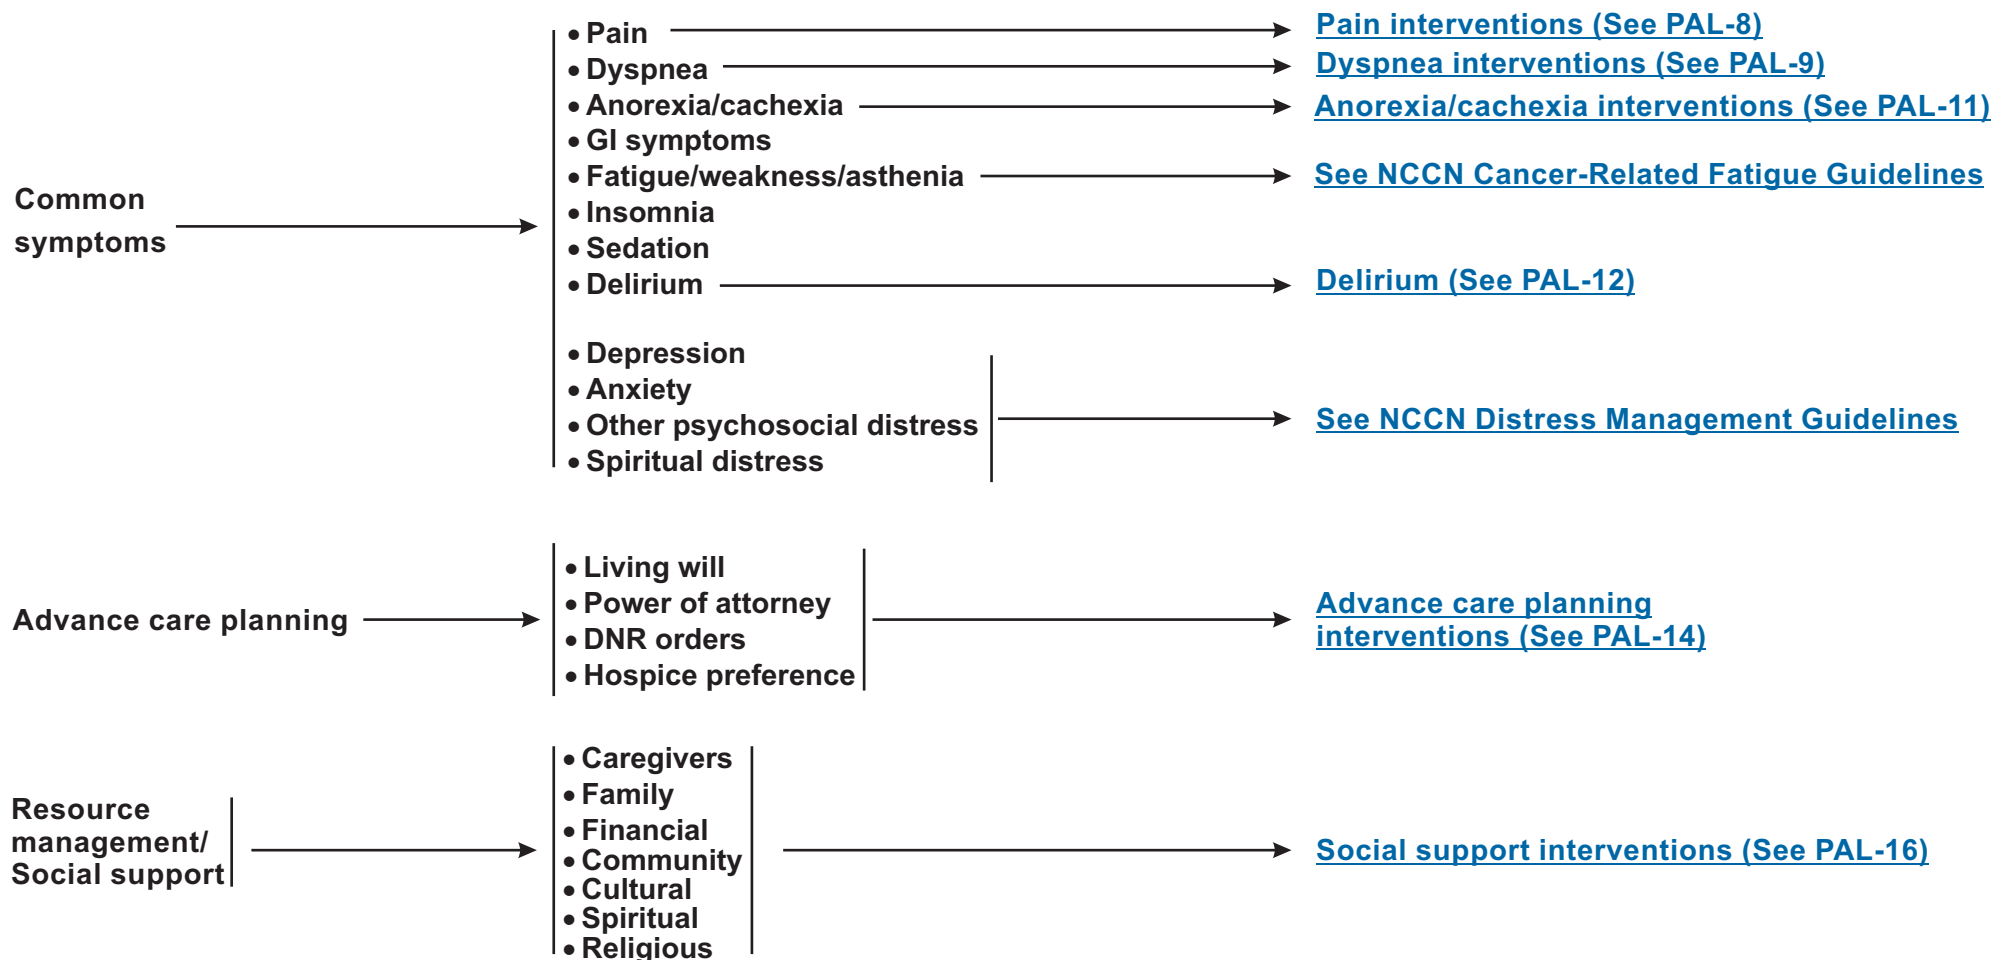 • Pain
Pain interventions (See PAL-8)
• Dyspnea
Dyspnea interventions (See PAL-9)
• Anorexia/cachexia
Anorexia/cachexia interventions (See PAL-11)
• GI symptoms
• Fatigue/weakness/asthenia
See NCCN Cancer-Related Fatigue Guidelines
Common
symptoms
• Insomnia
• Sedation
• Delirium
Delirium (See PAL-12)
• Depression
• Anxiety
• Other psychosocial distress
• Spiritual distress
See NCCN Distress Management Guidelines
Advance care planning
• Living will
• Power of attorney
• DNR orders
• Hospice preference
Advance care planning
interventions (See PAL-14)
Resource
management/
Social support
• Caregivers
• Family
• Financial
• Community
• Cultural
• Spiritual
• Religious
Social support interventions (See PAL-16)